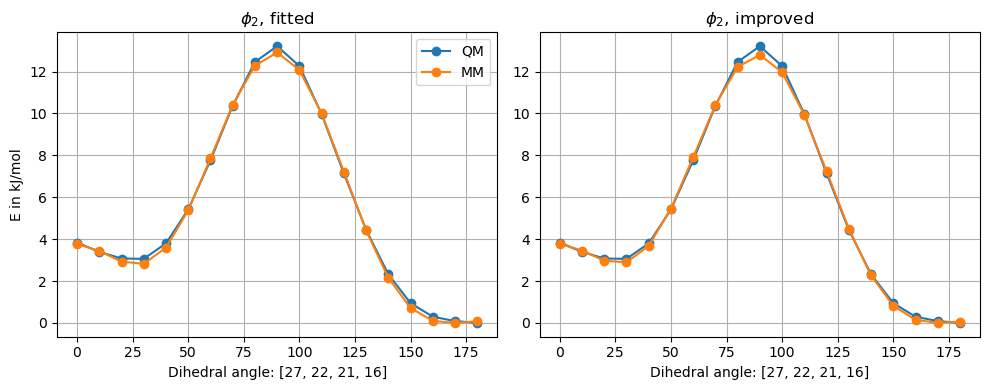 ϕ₂, fitted
QM
MM
E in kJ/mol
12
10
8
6
4
2
0
0 25 50 75 100 125 150 175
Dihedral angle: [27, 22, 21, 16]
ϕ₂, improved
12
10
8
6
4
2
0
0 25 50 75 100 125 150 175
Dihedral angle: [27, 22, 21, 16]